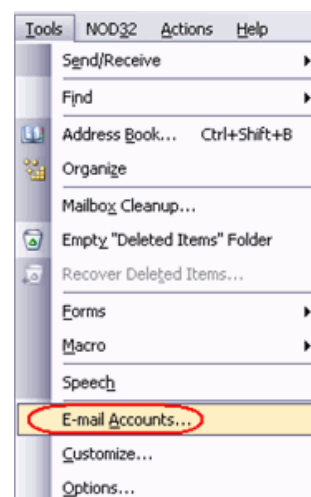 Tools NOD32 Actions Help
Send/Receive
Find
Address Book... Ctrl+Shift+B
Organize
Mailbox Cleanup...
Empty "Deleted Items" Folder
Recover Deleted Items...
Forms
Macro
Speech
E-mail Accounts...
Customize...
Options...